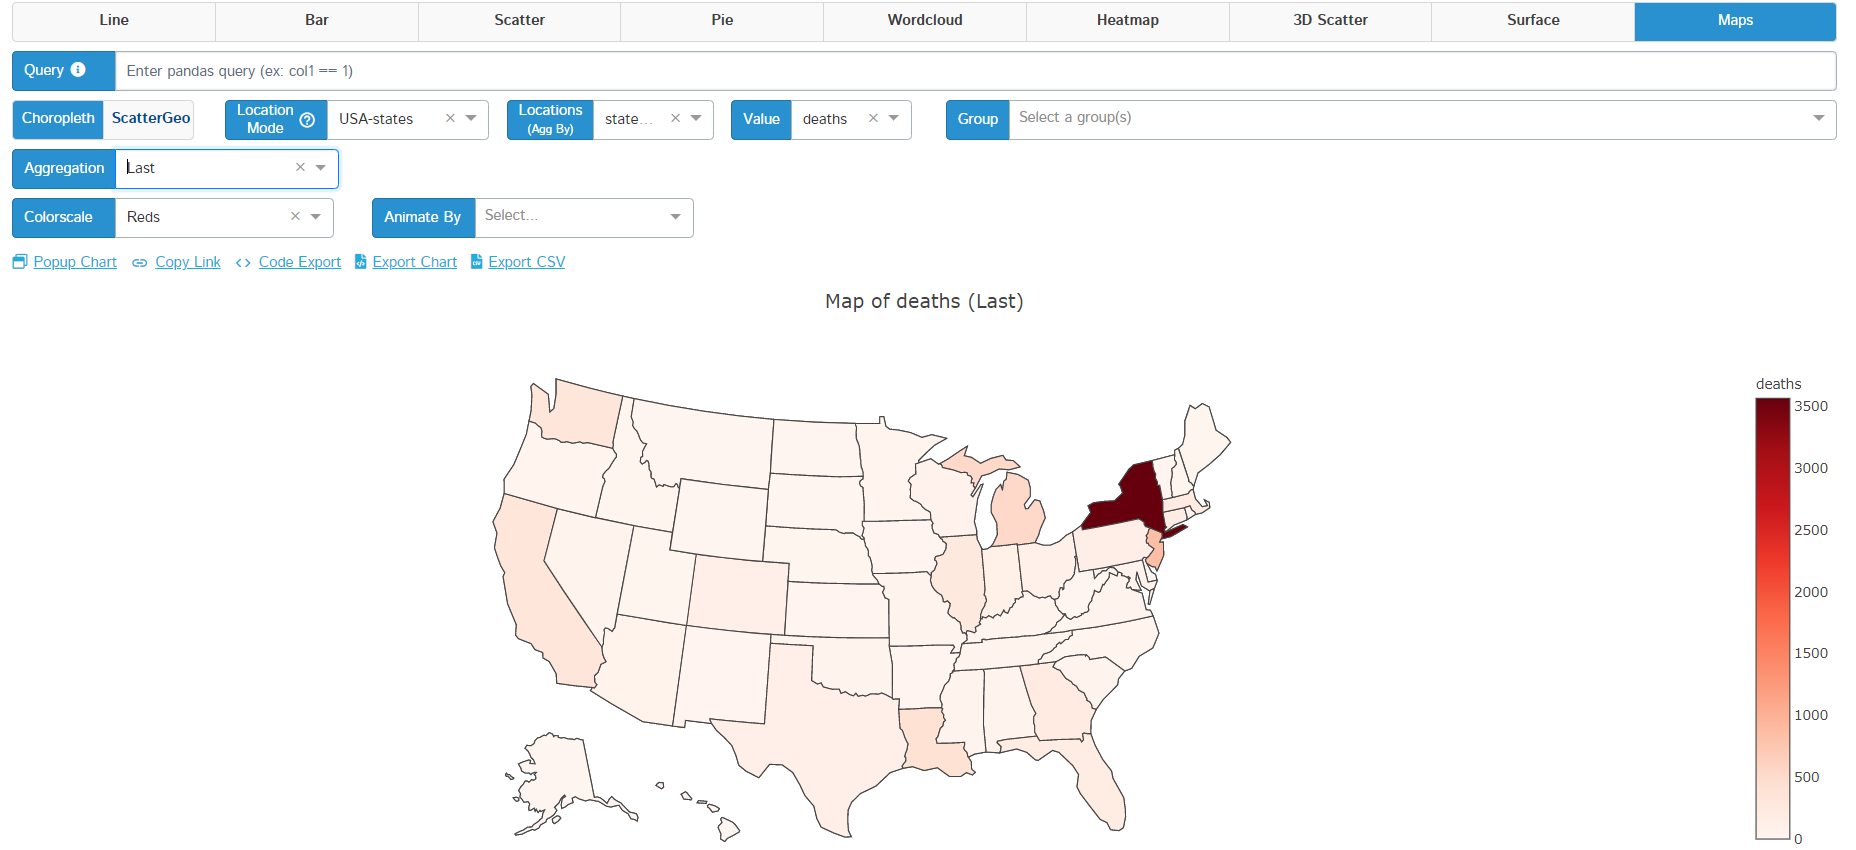 Line Bar Scatter Pie Wordcloud Heatmap 3D Scatter Surface Maps
Query Enter pandas query (ex: col1 == 1)
Choropleth ScatterGeo Location Mode USA-states × Locations (Agg By) state... × Value deaths × Group Select a group(s)
Aggregation Last ×
Colorscale Reds × Animate By Select...
Popup Chart Copy Link Code Export Export Chart Export CSV
Map of deaths (Last)
deaths
3500
3000
2500
2000
1500
1000
500
0